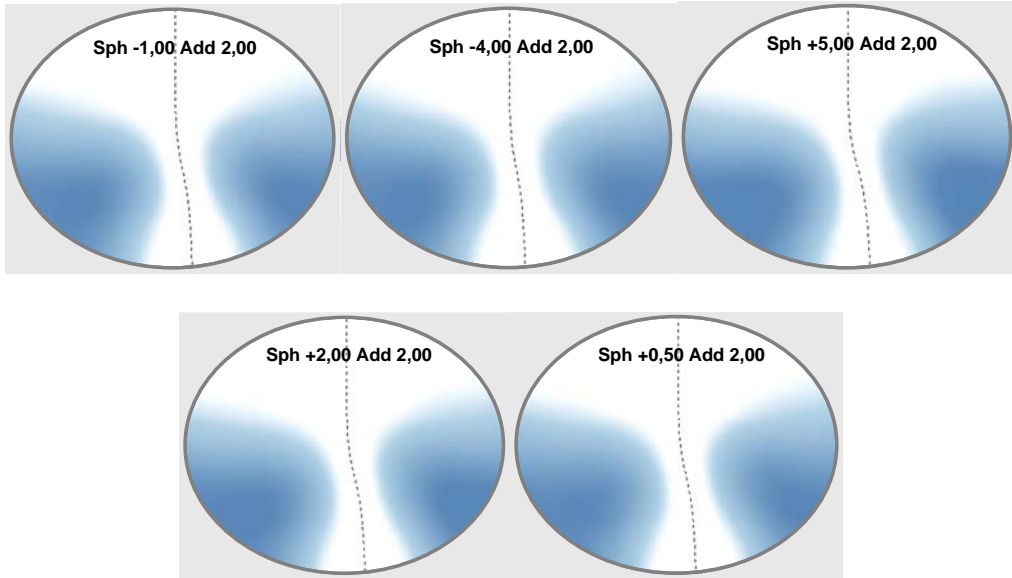 Sph -1,00 Add 2,00
Sph -4,00 Add 2,00
Sph +5,00 Add 2,00
Sph +2,00 Add 2,00
Sph +0,50 Add 2,00